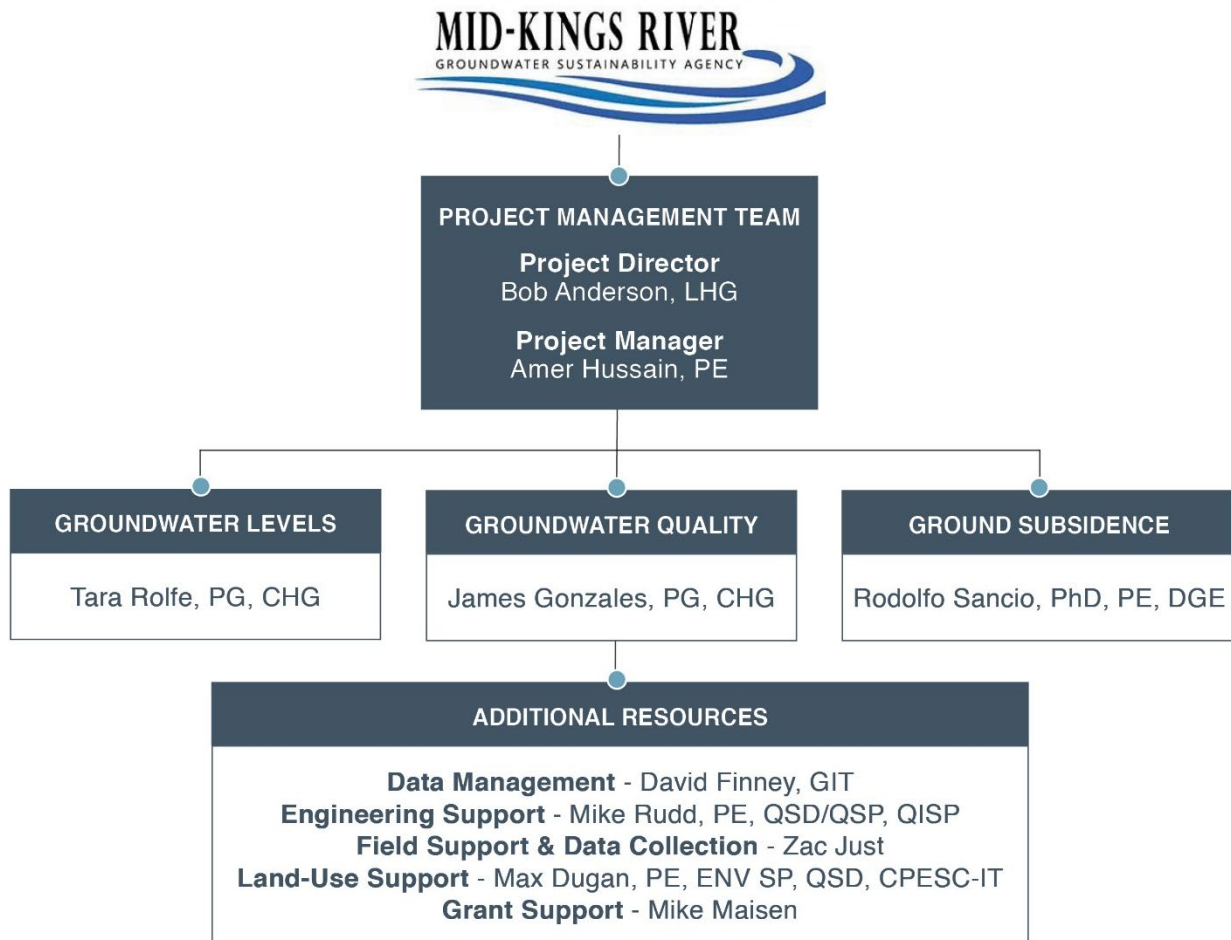 MID-KINGS RIVER
GROUNDWATER SUSTAINABILITY AGENCY
PROJECT MANAGEMENT TEAM
Project Director
Bob Anderson, LHG
Project Manager
Amer Hussain, PE
GROUNDWATER LEVELS
Tara Rolfe, PG, CHG
GROUNDWATER QUALITY
James Gonzales, PG, CHG
GROUND SUBSIDENCE
Rodolfo Sancio, PhD, PE, DGE
ADDITIONAL RESOURCES
Data Management - David Finney, GIT
Engineering Support - Mike Rudd, PE, QSD/QSP, QISP
Field Support & Data Collection - Zac Just
Land-Use Support - Max Dugan, PE, ENV SP, QSD, CPESC-IT
Grant Support - Mike Maisen